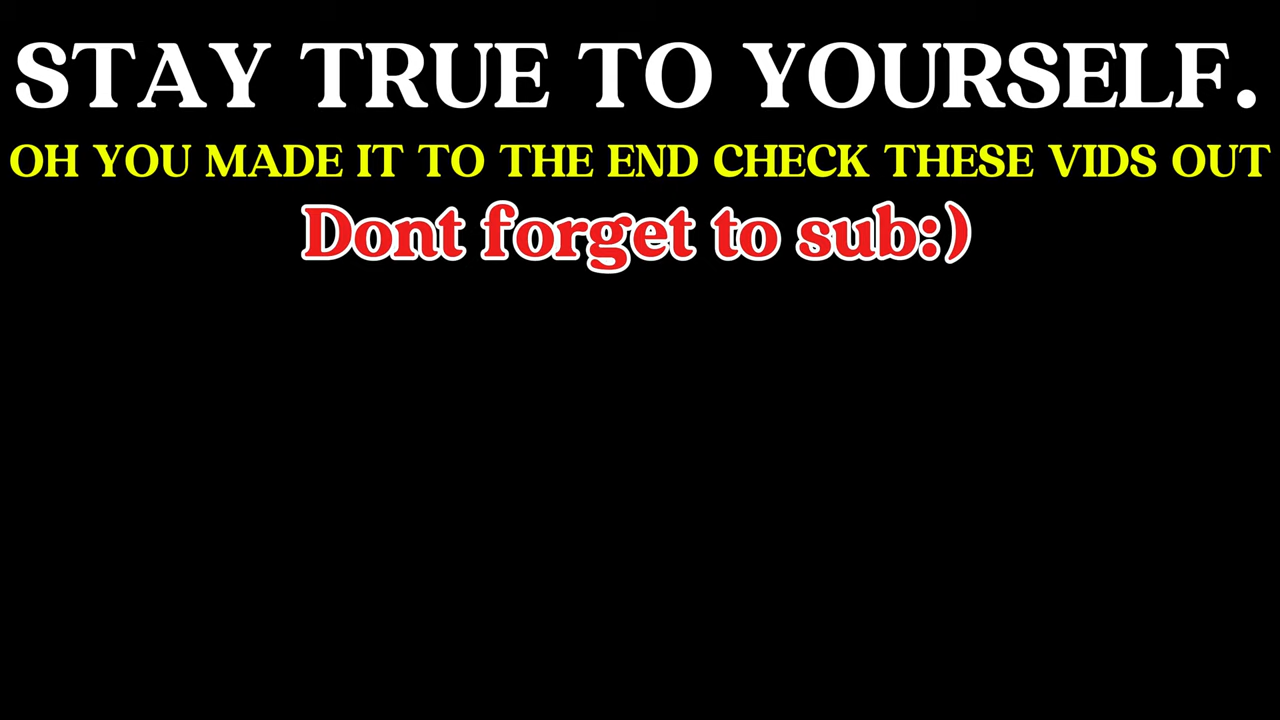 STAY TRUE TO YOURSELF.
OH YOU MADE IT TO THE END CHECK THESE VIDS OUT
Dont forget to sub:)